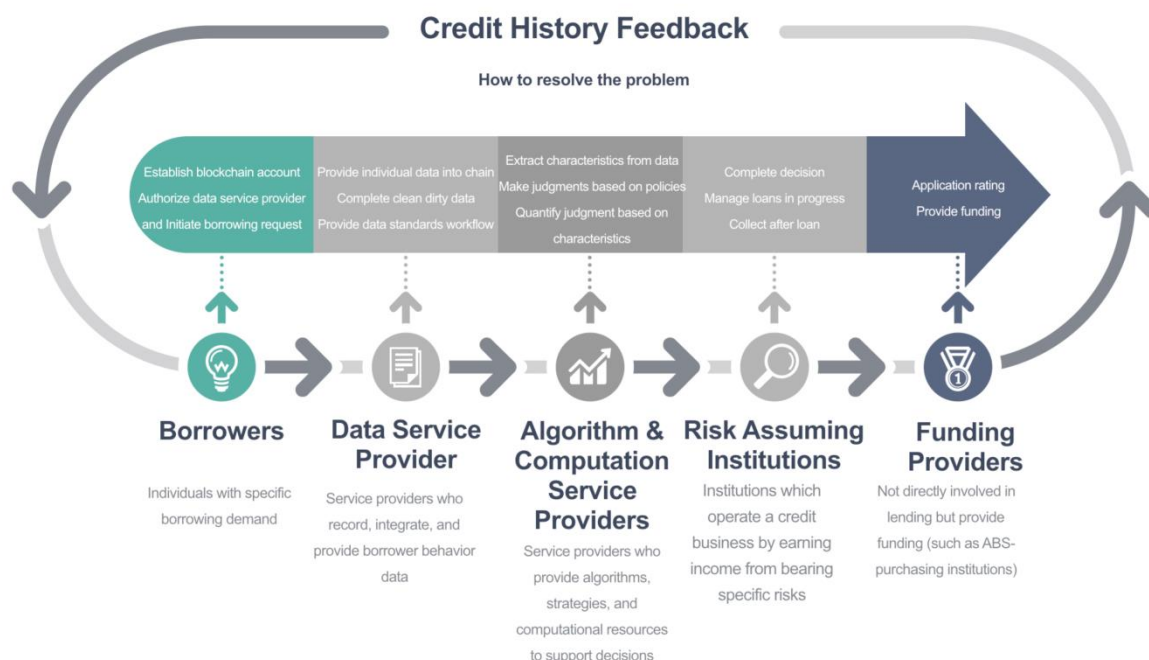 Credit History Feedback
How to resolve the problem
Establish blockchain account
Authorize data service provider
and Initiate borrowing request
Provide individual data into chain
Complete clean dirty data
Provide data standards workflow
Extract characteristics from data
Make judgments based on policies
Quantify judgment based on
characteristics
Complete decision
Manage loans in progress
Collect after loan
Application rating
Provide funding
1
Borrowers
Individuals with specific
borrowing demand
Data Service
Provider
Service providers who
record, integrate, and
provide borrower behavior
data
Algorithm &
Computation
Service
Providers
Service providers who
provide algorithms,
strategies, and
computational resources
to support decisions
Risk Assuming
Institutions
Institutions which
operate a credit
business by earning
income from bearing
specific risks
Funding
Providers
Not directly involved in
lending but provide
funding (such as ABS-
purchasing institutions)